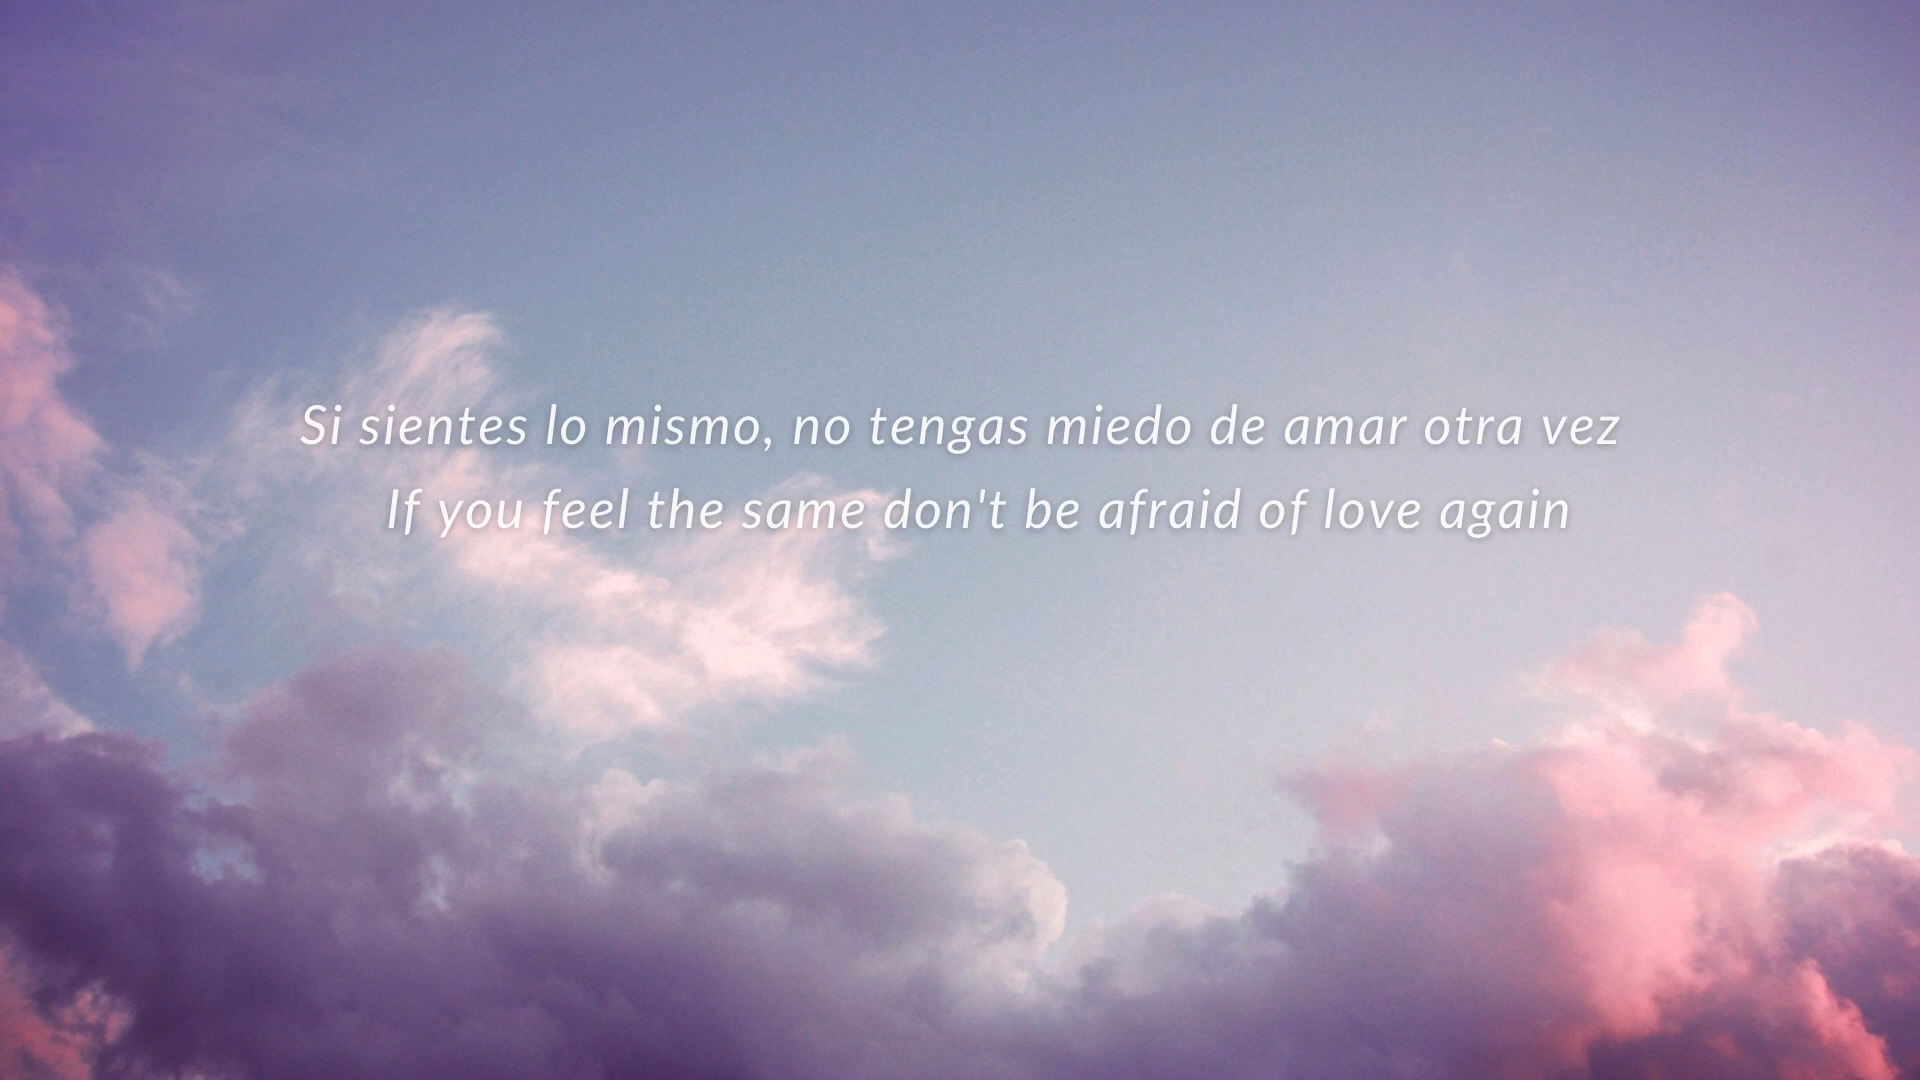 Si sientes lo mismo, no tengas miedo de amar otra vez
If you feel the same don't be afraid of love again